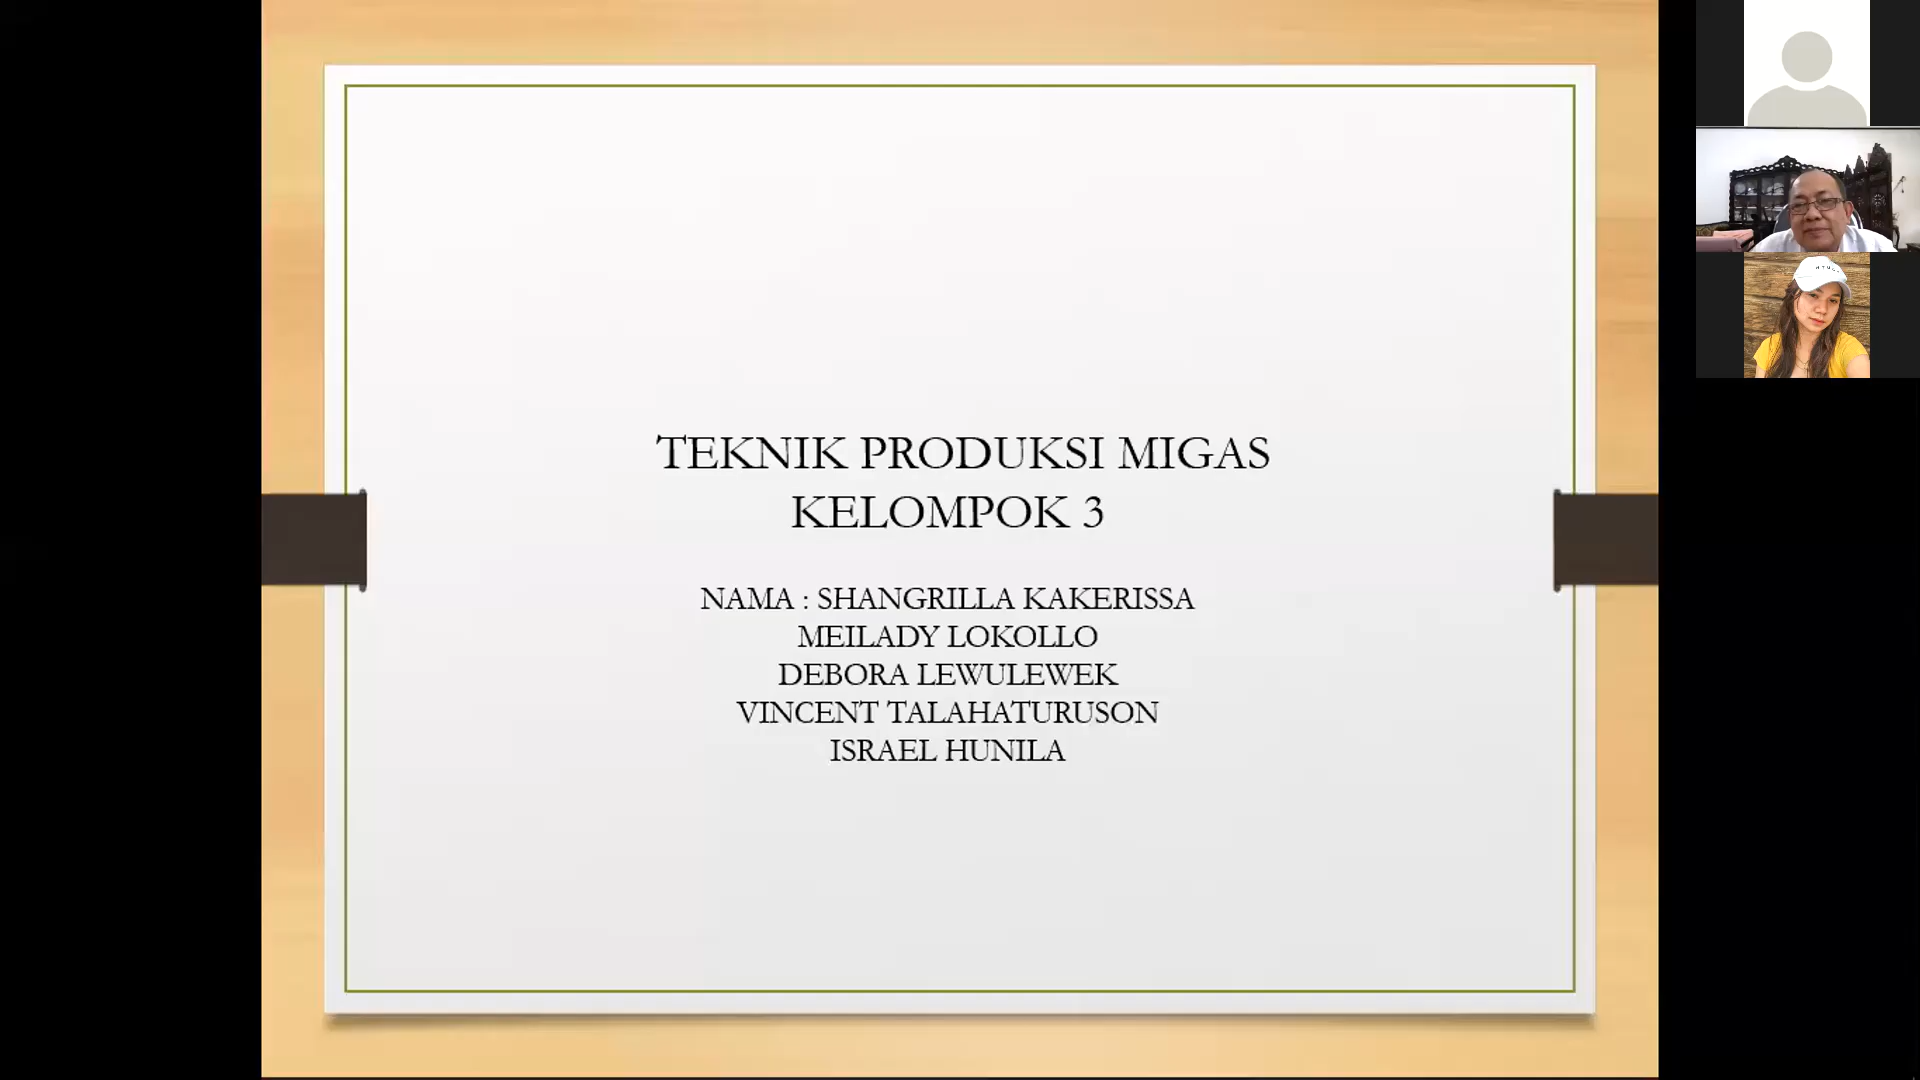 TEKNIK PRODUKSI MIGAS
KELOMPOK 3
NAMA : SHANGRILLA KAKERISSA
MEILADY LOKOLLO
DEBORA LEWULEWEK
VINCENT TALAHATURUSON
ISRAEL HUNILA